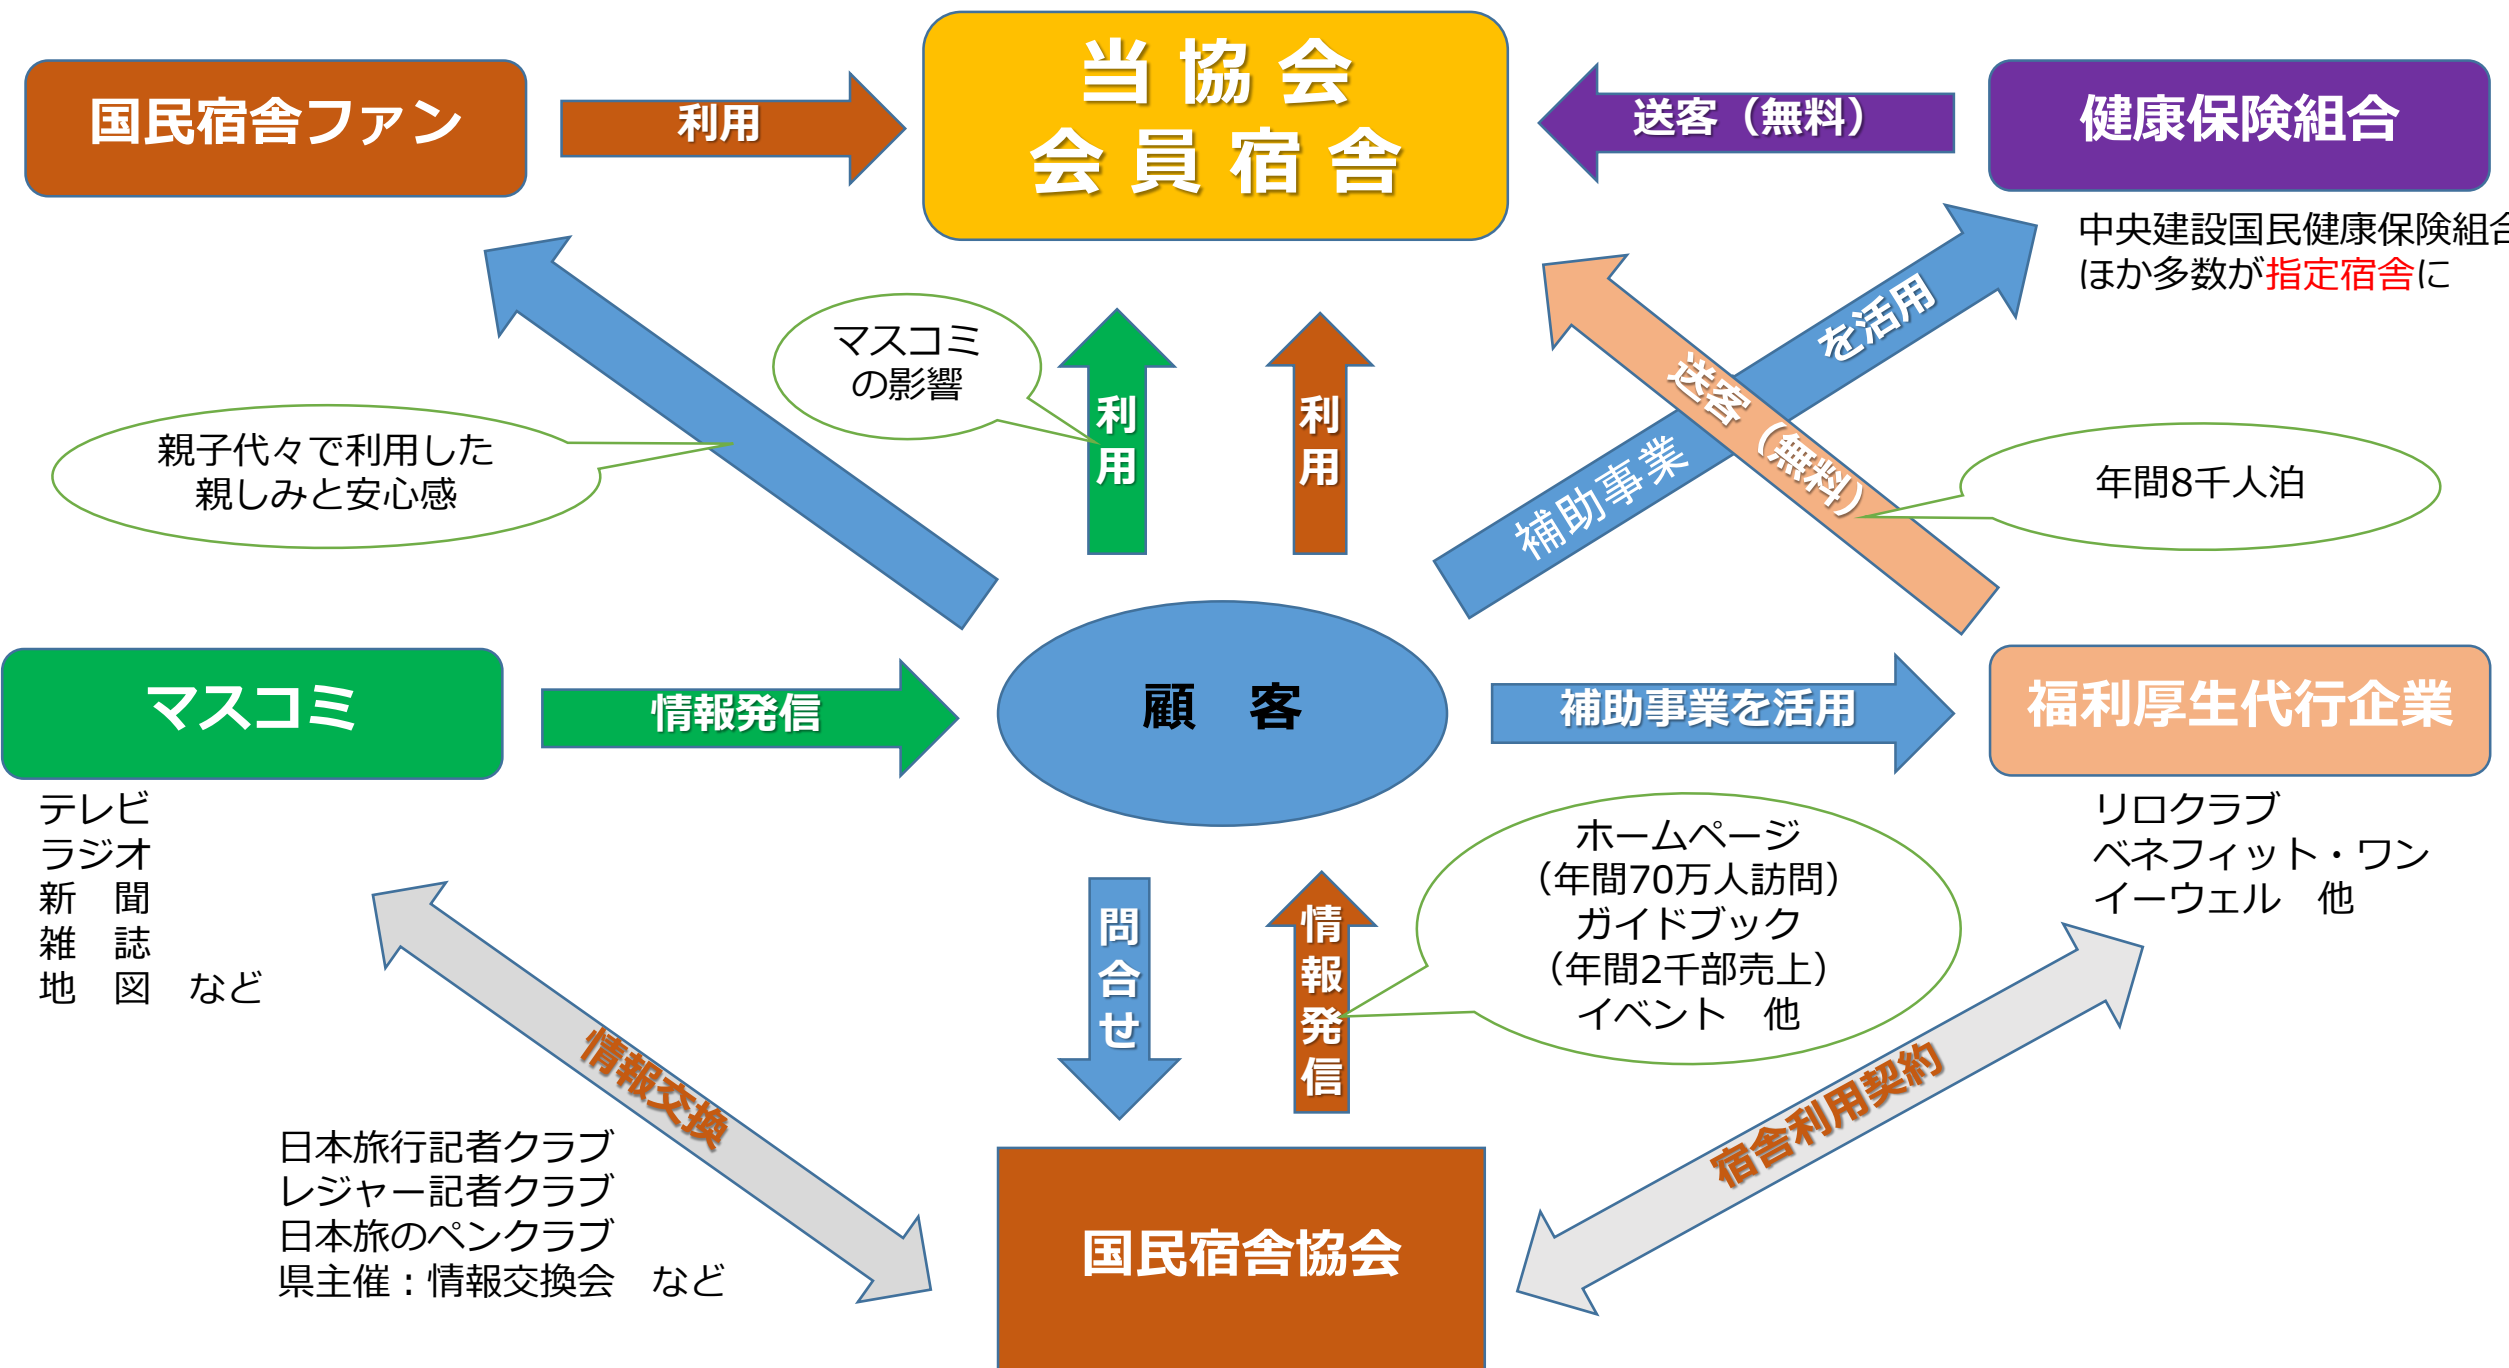 国民宿舎ファン
利用
当 協 会
会 員 宿 舎
送客（無料）
健康保険組合
中央建設国民健康保険組合
ほか多数が指定宿舎に
マスコミ
の影響
利用
利用
補助事業
を活用
送客（無料）
親子代々で利用した
親しみと安心感
年間8千人泊
マスコミ
情報発信
顧　客
補助事業を活用
福利厚生代行企業
テレビ
ラジオ
新　聞
雑　誌
地　図　など
問合せ
情報発信
ホームページ
（年間70万人訪問）
ガイドブック
（年間2千部売上）
イベント　他
リロクラブ
ベネフィット・ワン
イーウェル　他
情報交換
宿舎利用契約
日本旅行記者クラブ
レジャー記者クラブ
日本旅のペンクラブ
県主催：情報交換会　など
国民宿舎協会